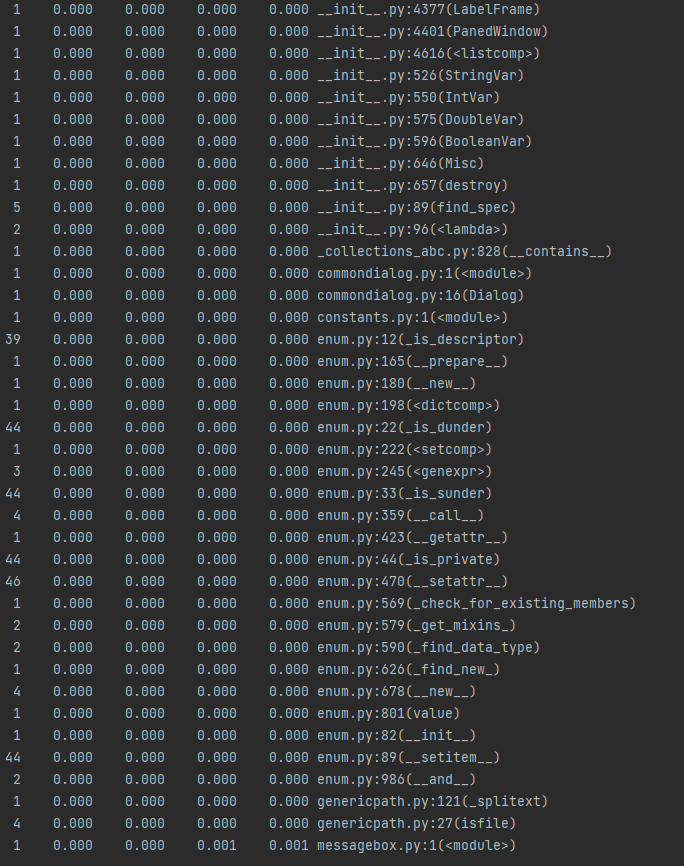 1 0.000 0.000 0.000 0.000 __init__.py:4377(LabelFrame)
1 0.000 0.000 0.000 0.000 __init__.py:4401(PanedWindow)
1 0.000 0.000 0.000 0.000 __init__.py:4616(<listcomp>)
1 0.000 0.000 0.000 0.000 __init__.py:526(StringVar)
1 0.000 0.000 0.000 0.000 __init__.py:550(IntVar)
1 0.000 0.000 0.000 0.000 __init__.py:575(DoubleVar)
1 0.000 0.000 0.000 0.000 __init__.py:596(BooleanVar)
1 0.000 0.000 0.000 0.000 __init__.py:646(Misc)
1 0.000 0.000 0.000 0.000 __init__.py:657(destroy)
5 0.000 0.000 0.000 0.000 __init__.py:89(find_spec)
2 0.000 0.000 0.000 0.000 __init__.py:96(<lambda>)
1 0.000 0.000 0.000 0.000 _collections_abc.py:828(__contains__)
1 0.000 0.000 0.000 0.000 commondialog.py:1(<module>)
1 0.000 0.000 0.000 0.000 commondialog.py:16(Dialog)
1 0.000 0.000 0.000 0.000 constants.py:1(<module>)
39 0.000 0.000 0.000 0.000 enum.py:12(_is_descriptor)
1 0.000 0.000 0.000 0.000 enum.py:165(__prepare__)
1 0.000 0.000 0.000 0.000 enum.py:180(__new__)
1 0.000 0.000 0.000 0.000 enum.py:198(<dictcomp>)
44 0.000 0.000 0.000 0.000 enum.py:22(_is_dunder)
1 0.000 0.000 0.000 0.000 enum.py:222(<setcomp>)
3 0.000 0.000 0.000 0.000 enum.py:245(<genexpr>)
44 0.000 0.000 0.000 0.000 enum.py:33(_is_sunder)
4 0.000 0.000 0.000 0.000 enum.py:359(__call__)
1 0.000 0.000 0.000 0.000 enum.py:423(__getattr__)
44 0.000 0.000 0.000 0.000 enum.py:44(_is_private)
46 0.000 0.000 0.000 0.000 enum.py:470(__setattr__)
1 0.000 0.000 0.000 0.000 enum.py:569(_check_for_existing_members)
2 0.000 0.000 0.000 0.000 enum.py:579(_get_mixins_)
2 0.000 0.000 0.000 0.000 enum.py:590(_find_data_type)
1 0.000 0.000 0.000 0.000 enum.py:626(_find_new_)
4 0.000 0.000 0.000 0.000 enum.py:678(__new__)
1 0.000 0.000 0.000 0.000 enum.py:801(value)
1 0.000 0.000 0.000 0.000 enum.py:82(__init__)
44 0.000 0.000 0.000 0.000 enum.py:89(__setitem__)
2 0.000 0.000 0.000 0.000 enum.py:986(__and__)
1 0.000 0.000 0.000 0.000 genericpath.py:121(_splitext)
4 0.000 0.000 0.000 0.000 genericpath.py:27(isfile)
1 0.000 0.000 0.001 0.001 messagebox.py:1(<module>)